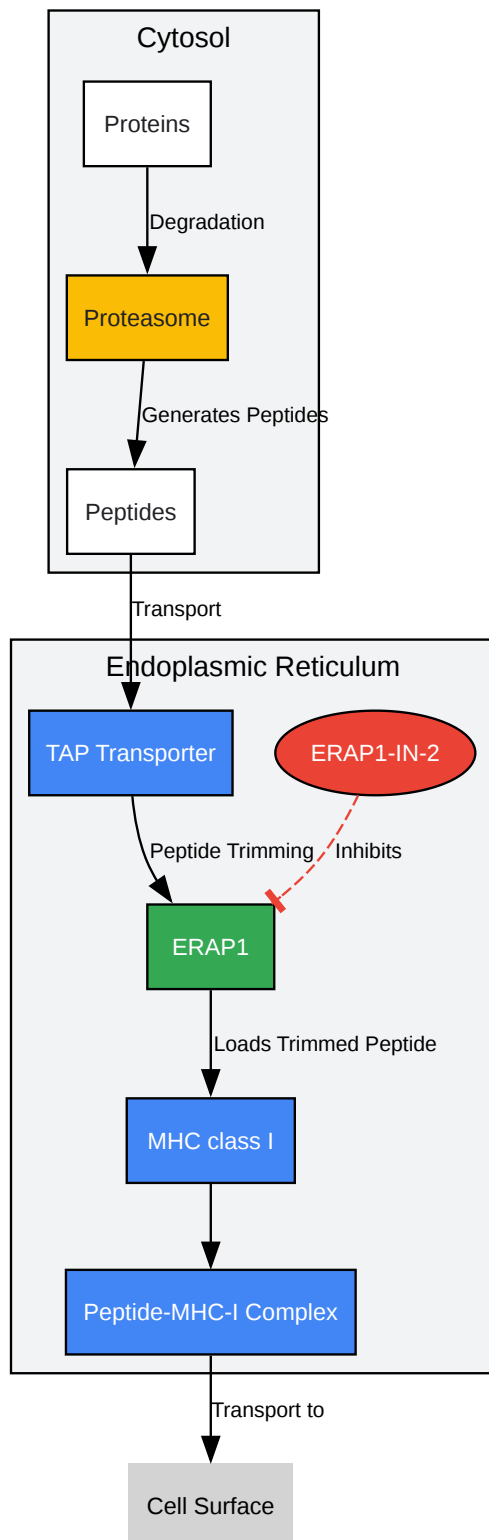 Cytosol
Proteins
Degradation
Proteasome
Generates Peptides
Peptides
Transport
Endoplasmic Reticulum
TAP Transporter
ERAP1-IN-2
Peptide Trimming
Inhibits
ERAP1
Loads Trimmed Peptide
MHC class I
Peptide-MHC-I Complex
Transport to
Cell Surface